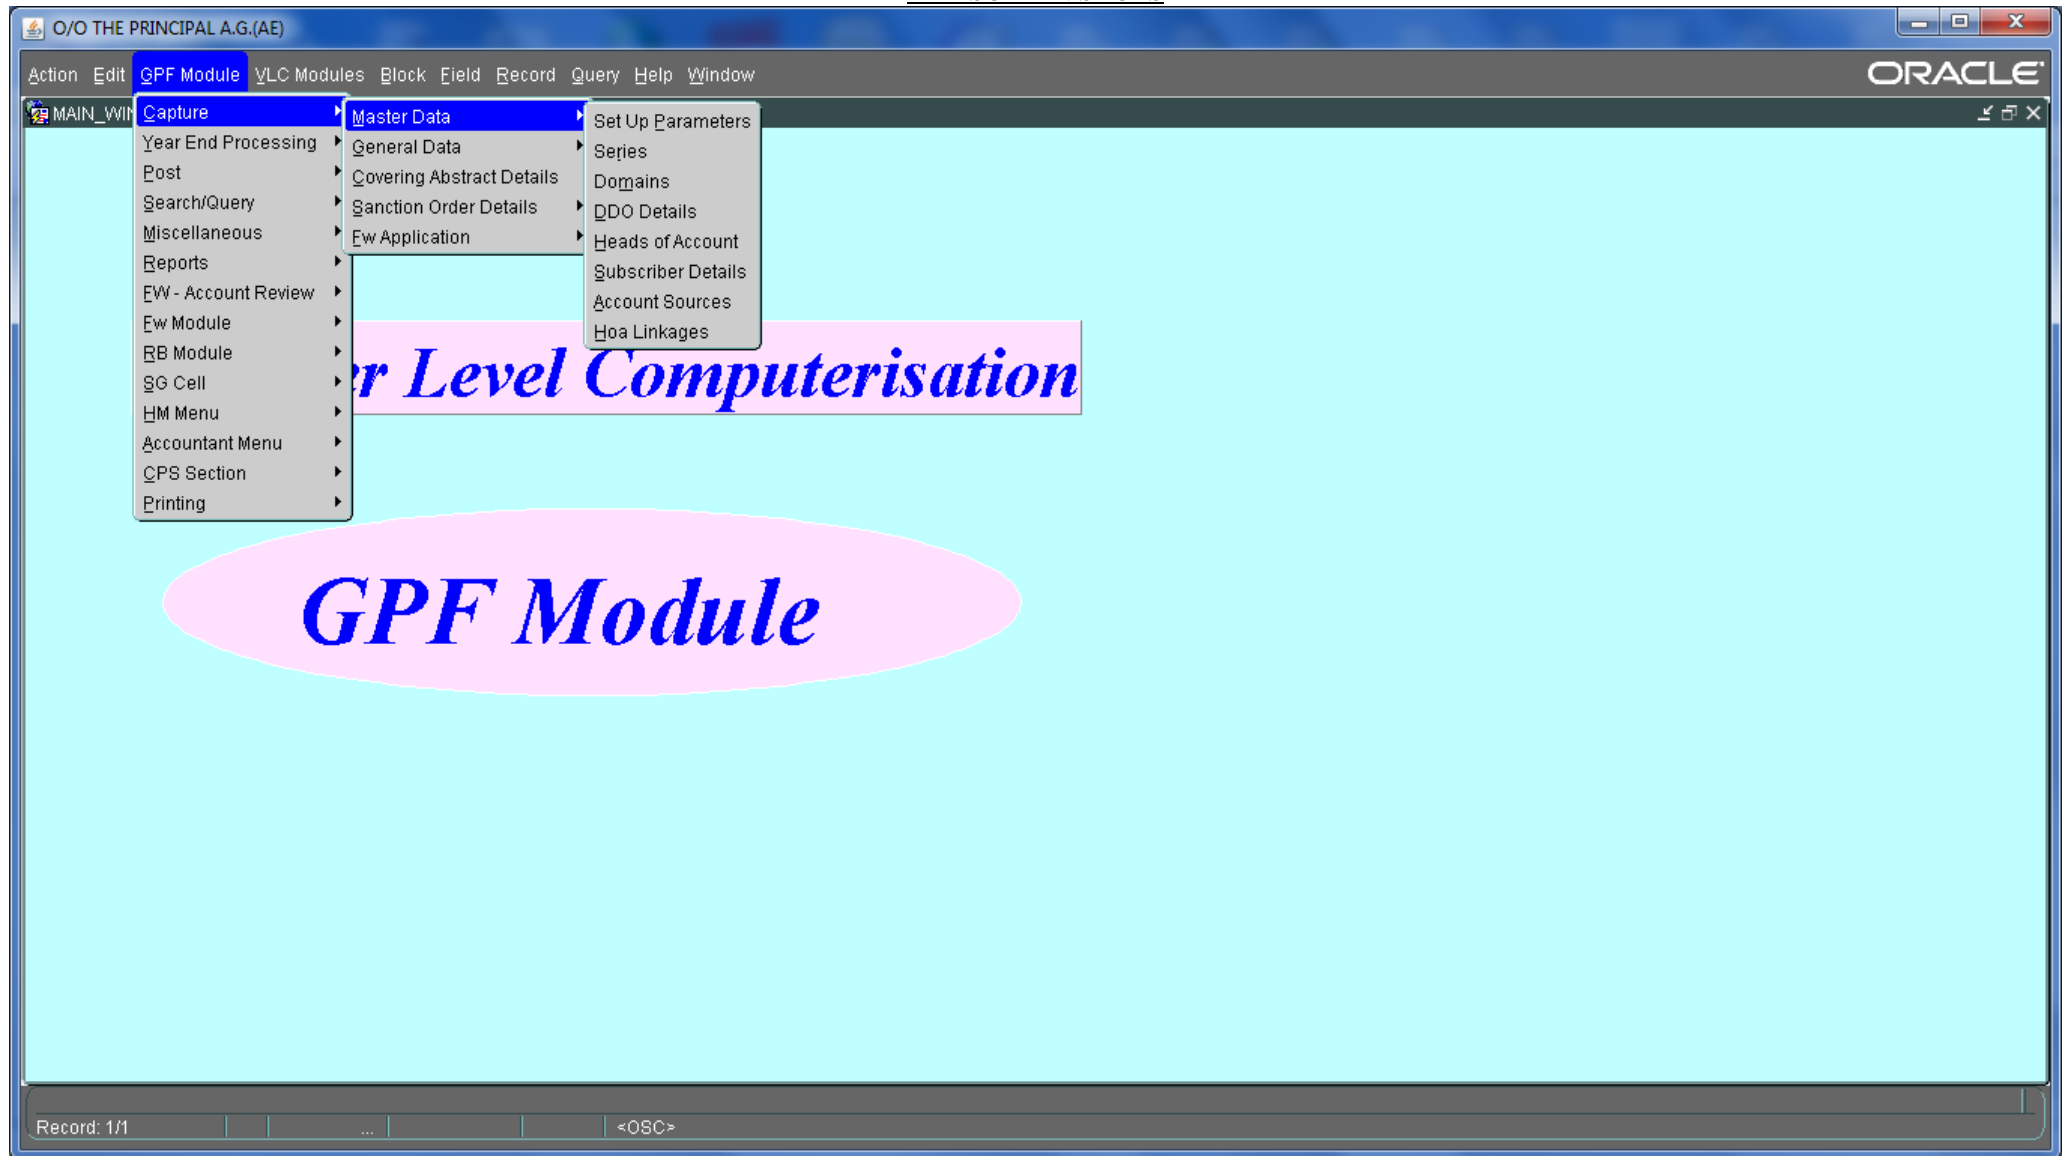 O/O THE PRINCIPAL A.G.(AE)
Action Edit GPF Module VLC Modules Block Field Record Query Help Window
ORACLE
MAIN_WIN
Capture
Year End Processing
Post
Search/Query
Miscellaneous
Reports
FW - Account Review
Fw Module
RB Module
SG Cell
HM Menu
Accountant Menu
CPS Section
Printing
Master Data
General Data
Covering Abstract Details
Sanction Order Details
Fw Application
Set Up Parameters
Series
Domains
DDO Details
Heads of Account
Subscriber Details
Account Sources
Hoa Linkages
er Level Computerisation
GPF Module
Record: 1/1 ... <OSC>